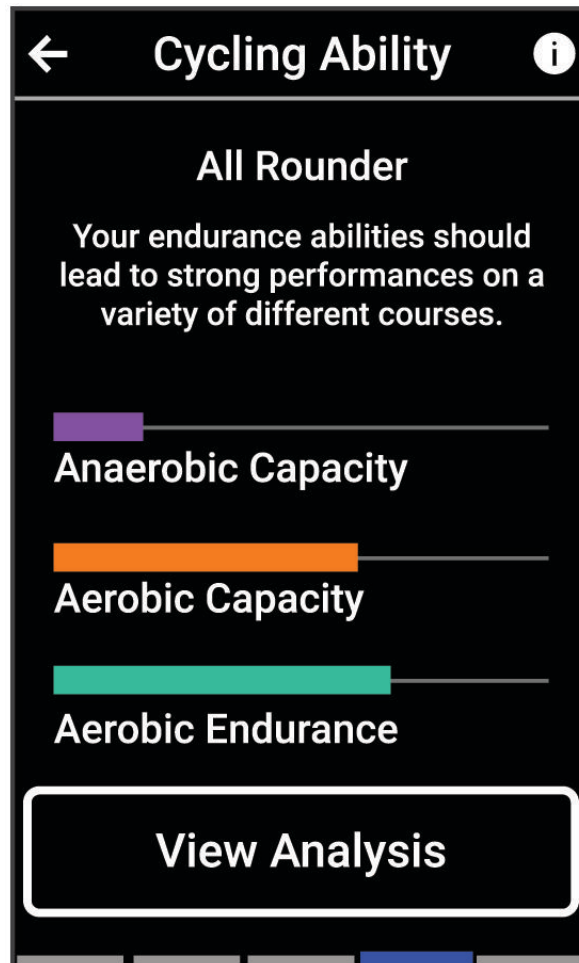 Cycling Ability
All Rounder
Your endurance abilities should
lead to strong performances on a
variety of different courses.
Anaerobic Capacity
Aerobic Capacity
Aerobic Endurance
View Analysis